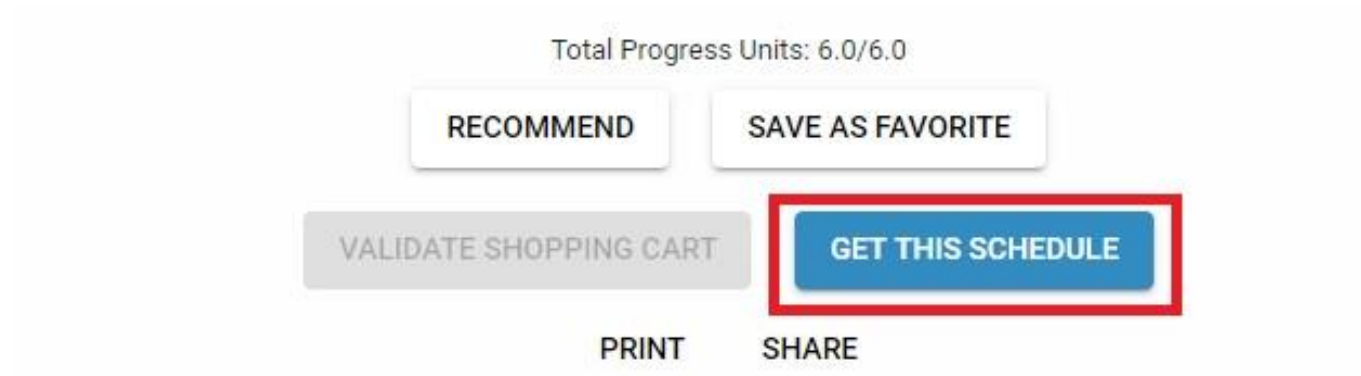 Total Progress Units: 6.0/6.0
RECOMMEND SAVE AS FAVORITE
VALIDATE SHOPPING CART GET THIS SCHEDULE
PRINT SHARE